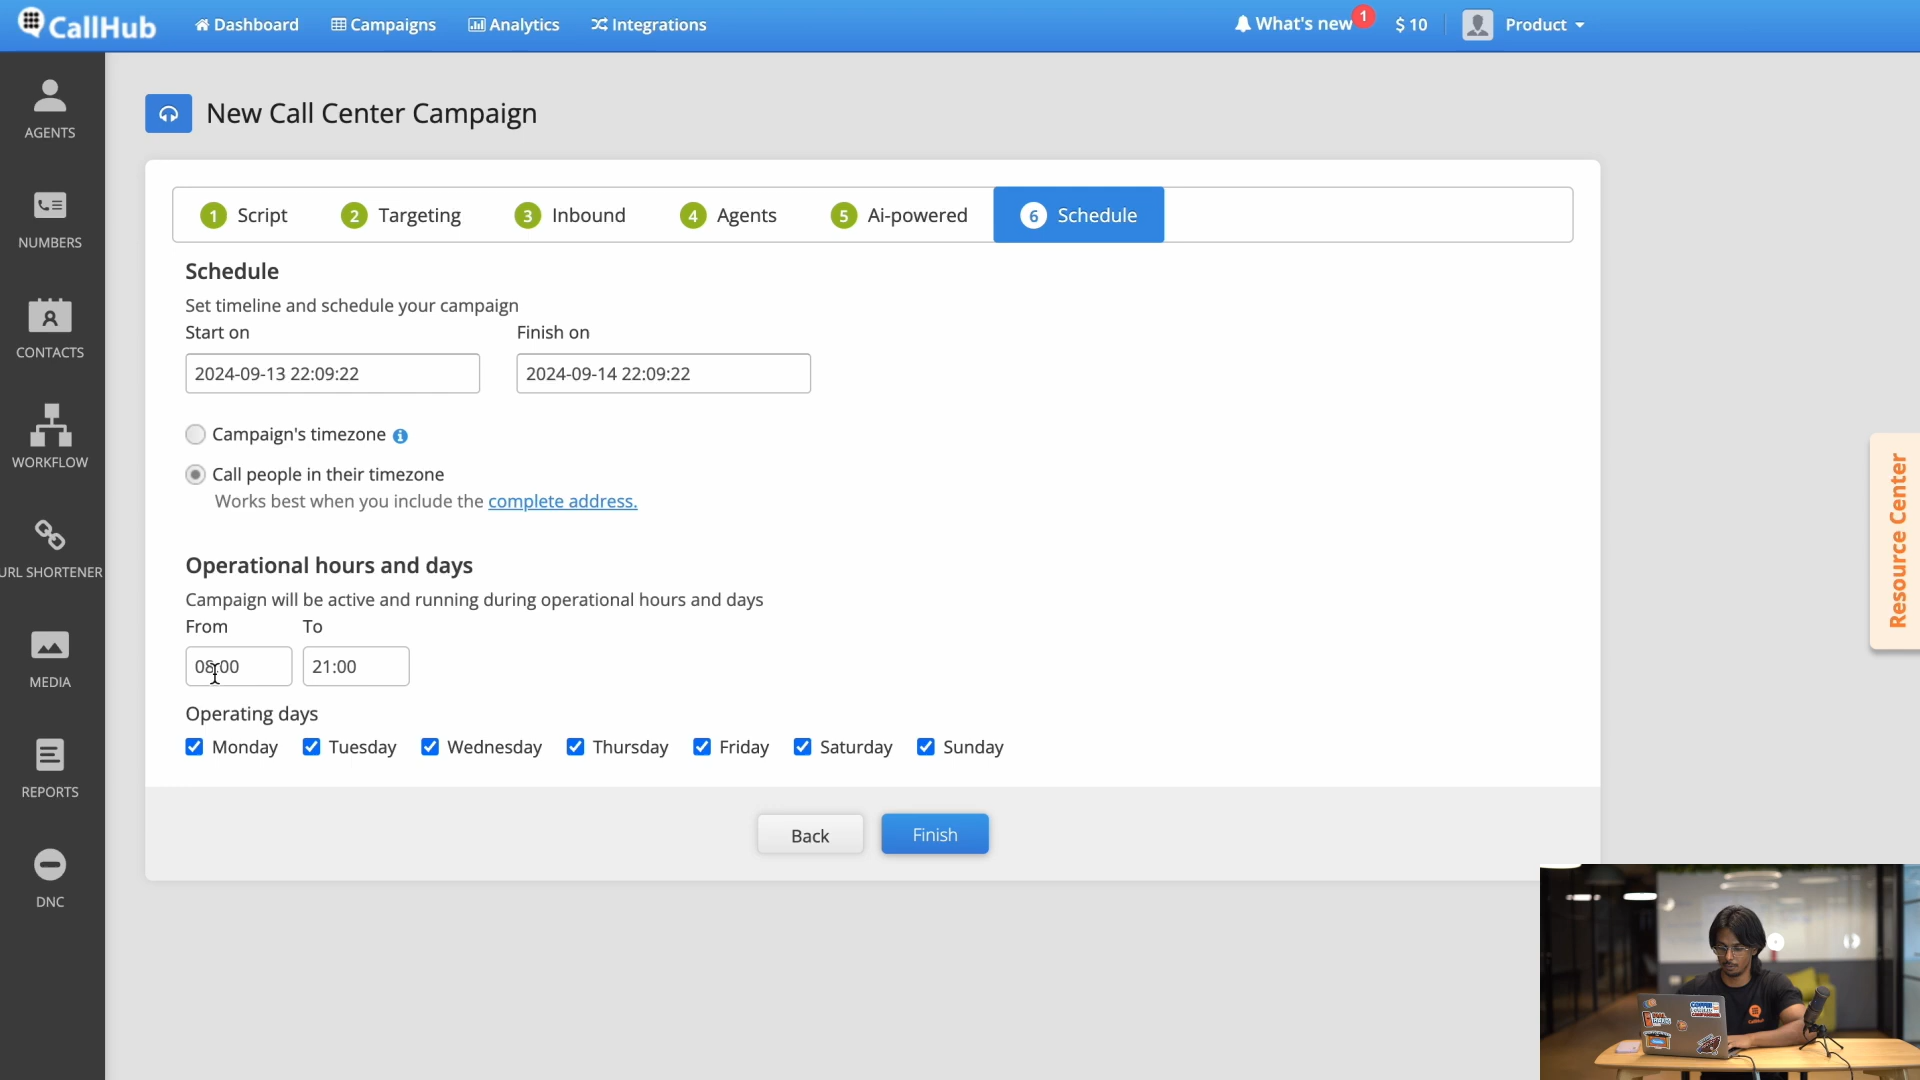 CallHub
Dashboard
Campaigns
Analytics
Integrations
What's new
1
$ 10
Product
AGENTS
NUMBERS
CONTACTS
WORKFLOW
URL SHORTENER
MEDIA
REPORTS
DNC
New Call Center Campaign
1 Script
2 Targeting
3 Inbound
4 Agents
5 Ai-powered
6 Schedule
Schedule
Set timeline and schedule your campaign
Start on
Finish on
2024-09-13 22:09:22
2024-09-14 22:09:22
Campaign's timezone
Call people in their timezone
Works best when you include the complete address.
Operational hours and days
Campaign will be active and running during operational hours and days
From
To
08:00
21:00
Operating days
Monday
Tuesday
Wednesday
Thursday
Friday
Saturday
Sunday
Back
Finish
Resource Center